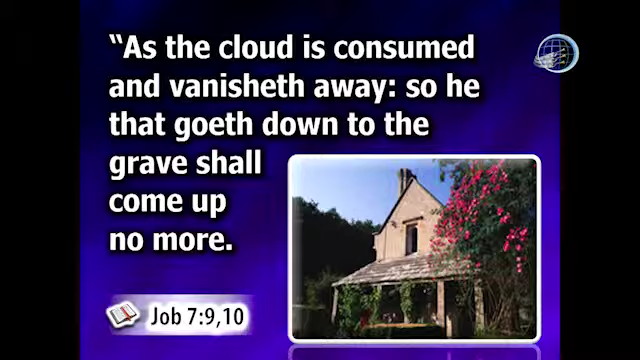 “As the cloud is consumed
and vanisheth away: so he
that goeth down to the
grave shall
come up
no more.
Job 7:9,10